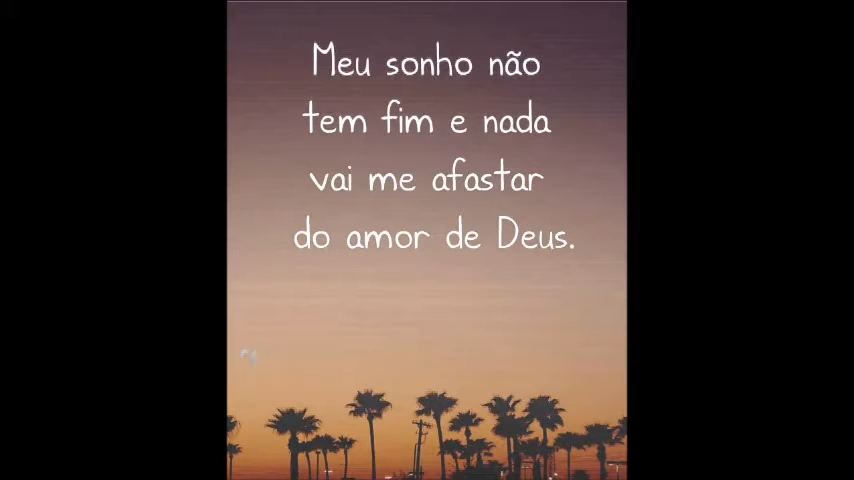 Meu sonho não
tem fim e nada
vai me afastar
do amor de Deus.